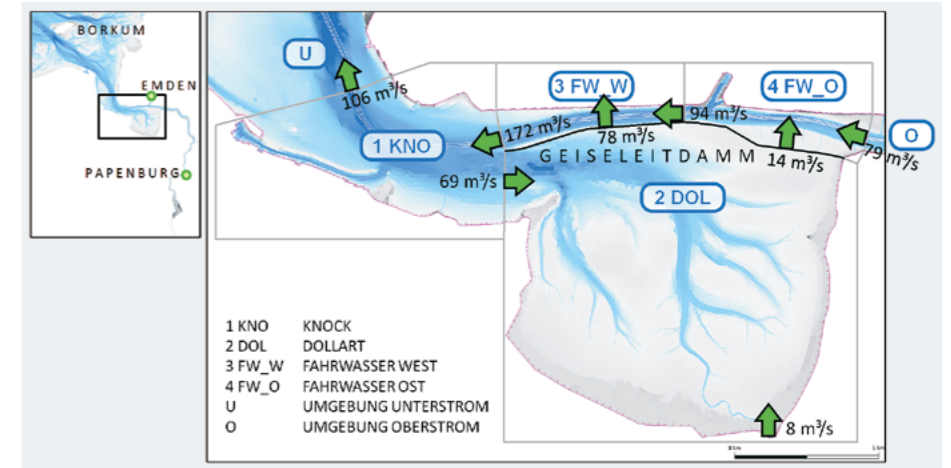 BORKUM
EMDEN
PAPENBURG
U
106 m³/s
1 KNO
172 m³/s
69 m³/s
3 FW_W
78 m³/s
94 m³/s
4 FW_O
14 m³/s
79 m³/s
O
GEISELEITDAMM
2 DOL
8 m³/s
1 KNO KNOCK
2 DOL DOLLART
3 FW_W FAHRWASSER WEST
4 FW_O FAHRWASSER OST
U UMGEBUNG UNTERSTROM
O UMGEBUNG OBERSTROM